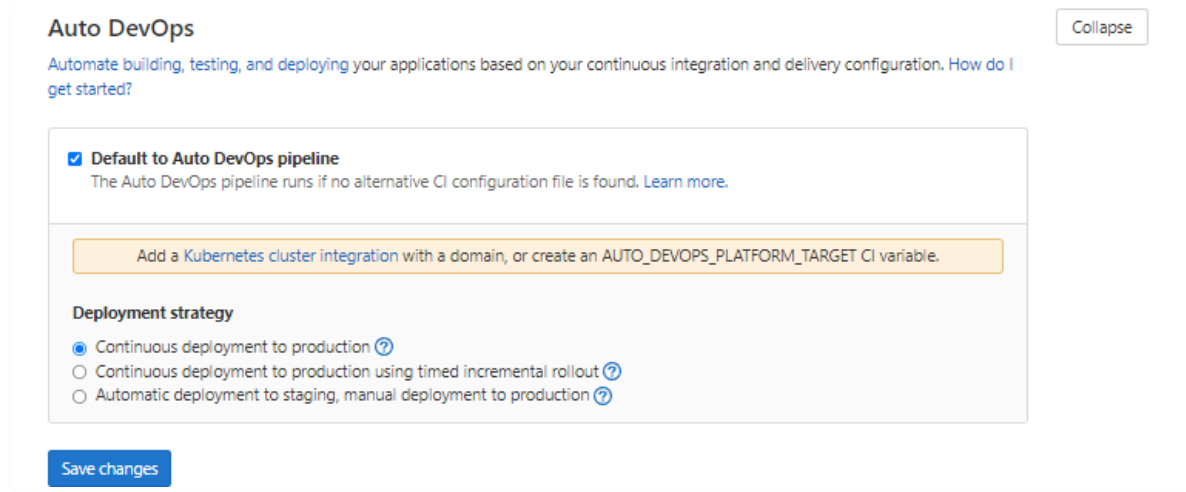 Auto DevOps
Collapse
Automate building, testing, and deploying your applications based on your continuous integration and delivery configuration. How do I
get started?
Default to Auto DevOps pipeline
The Auto DevOps pipeline runs if no alternative CI configuration file is found. Learn more.
Add a Kubernetes cluster integration with a domain, or create an AUTO_DEVOPS_PLATFORM_TARGET CI variable.
Deployment strategy
Continuous deployment to production ?
Continuous deployment to production using timed incremental rollout ?
Automatic deployment to staging, manual deployment to production ?
Save changes